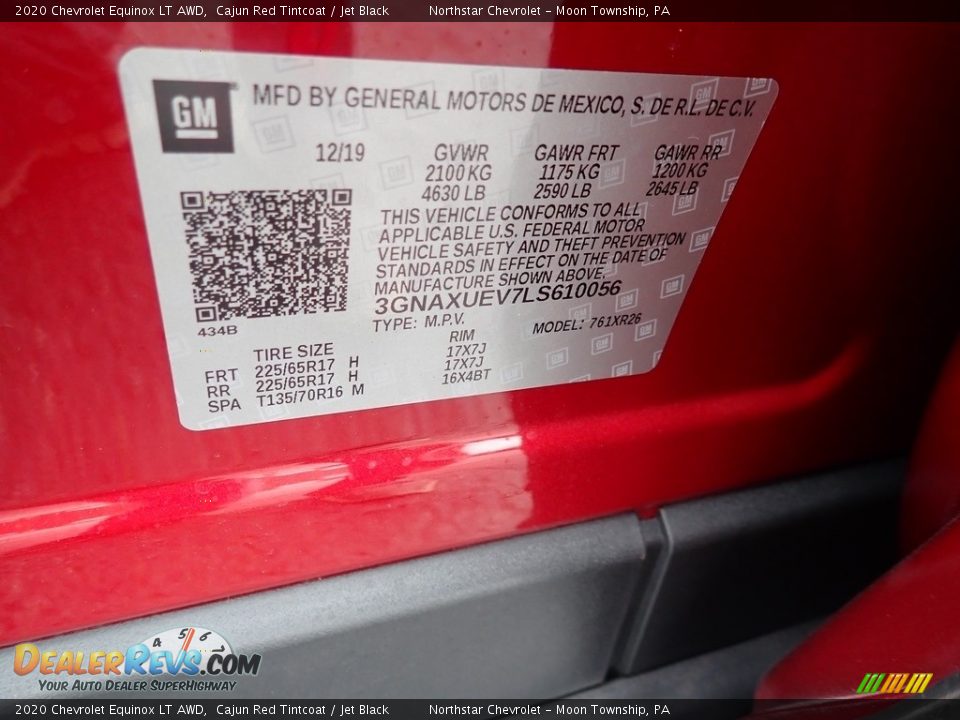 2020 Chevrolet Equinox LT AWD, Cajun Red Tintcoat / Jet Black Northstar Chevrolet - Moon Township, PA
GM
MFD BY GENERAL MOTORS DE MEXICO, S. DE R.L. DE C.V.
12/19 GVWR GAWR FRT GAWR RR
2100 KG 1175 KG 1200 KG
4630 LB 2590 LB 2645 LB
THIS VEHICLE CONFORMS TO ALL
APPLICABLE U.S. FEDERAL MOTOR
VEHICLE SAFETY AND THEFT PREVENTION
STANDARDS IN EFFECT ON THE DATE OF
MANUFACTURE SHOWN ABOVE.
3GNAXUEV7LS610056
434B
TYPE: M.P.V. MODEL: 761XR26
TIRE SIZE RIM
FRT 225/65R17 H 17X7J
RR 225/65R17 H 17X7J
SPA T135/70R16 M 16X4BT
4 5 6
DEALERREVS.COM
YOUR AUTO DEALER SUPERHIGHWAY
2020 Chevrolet Equinox LT AWD, Cajun Red Tintcoat / Jet Black Northstar Chevrolet - Moon Township, PA